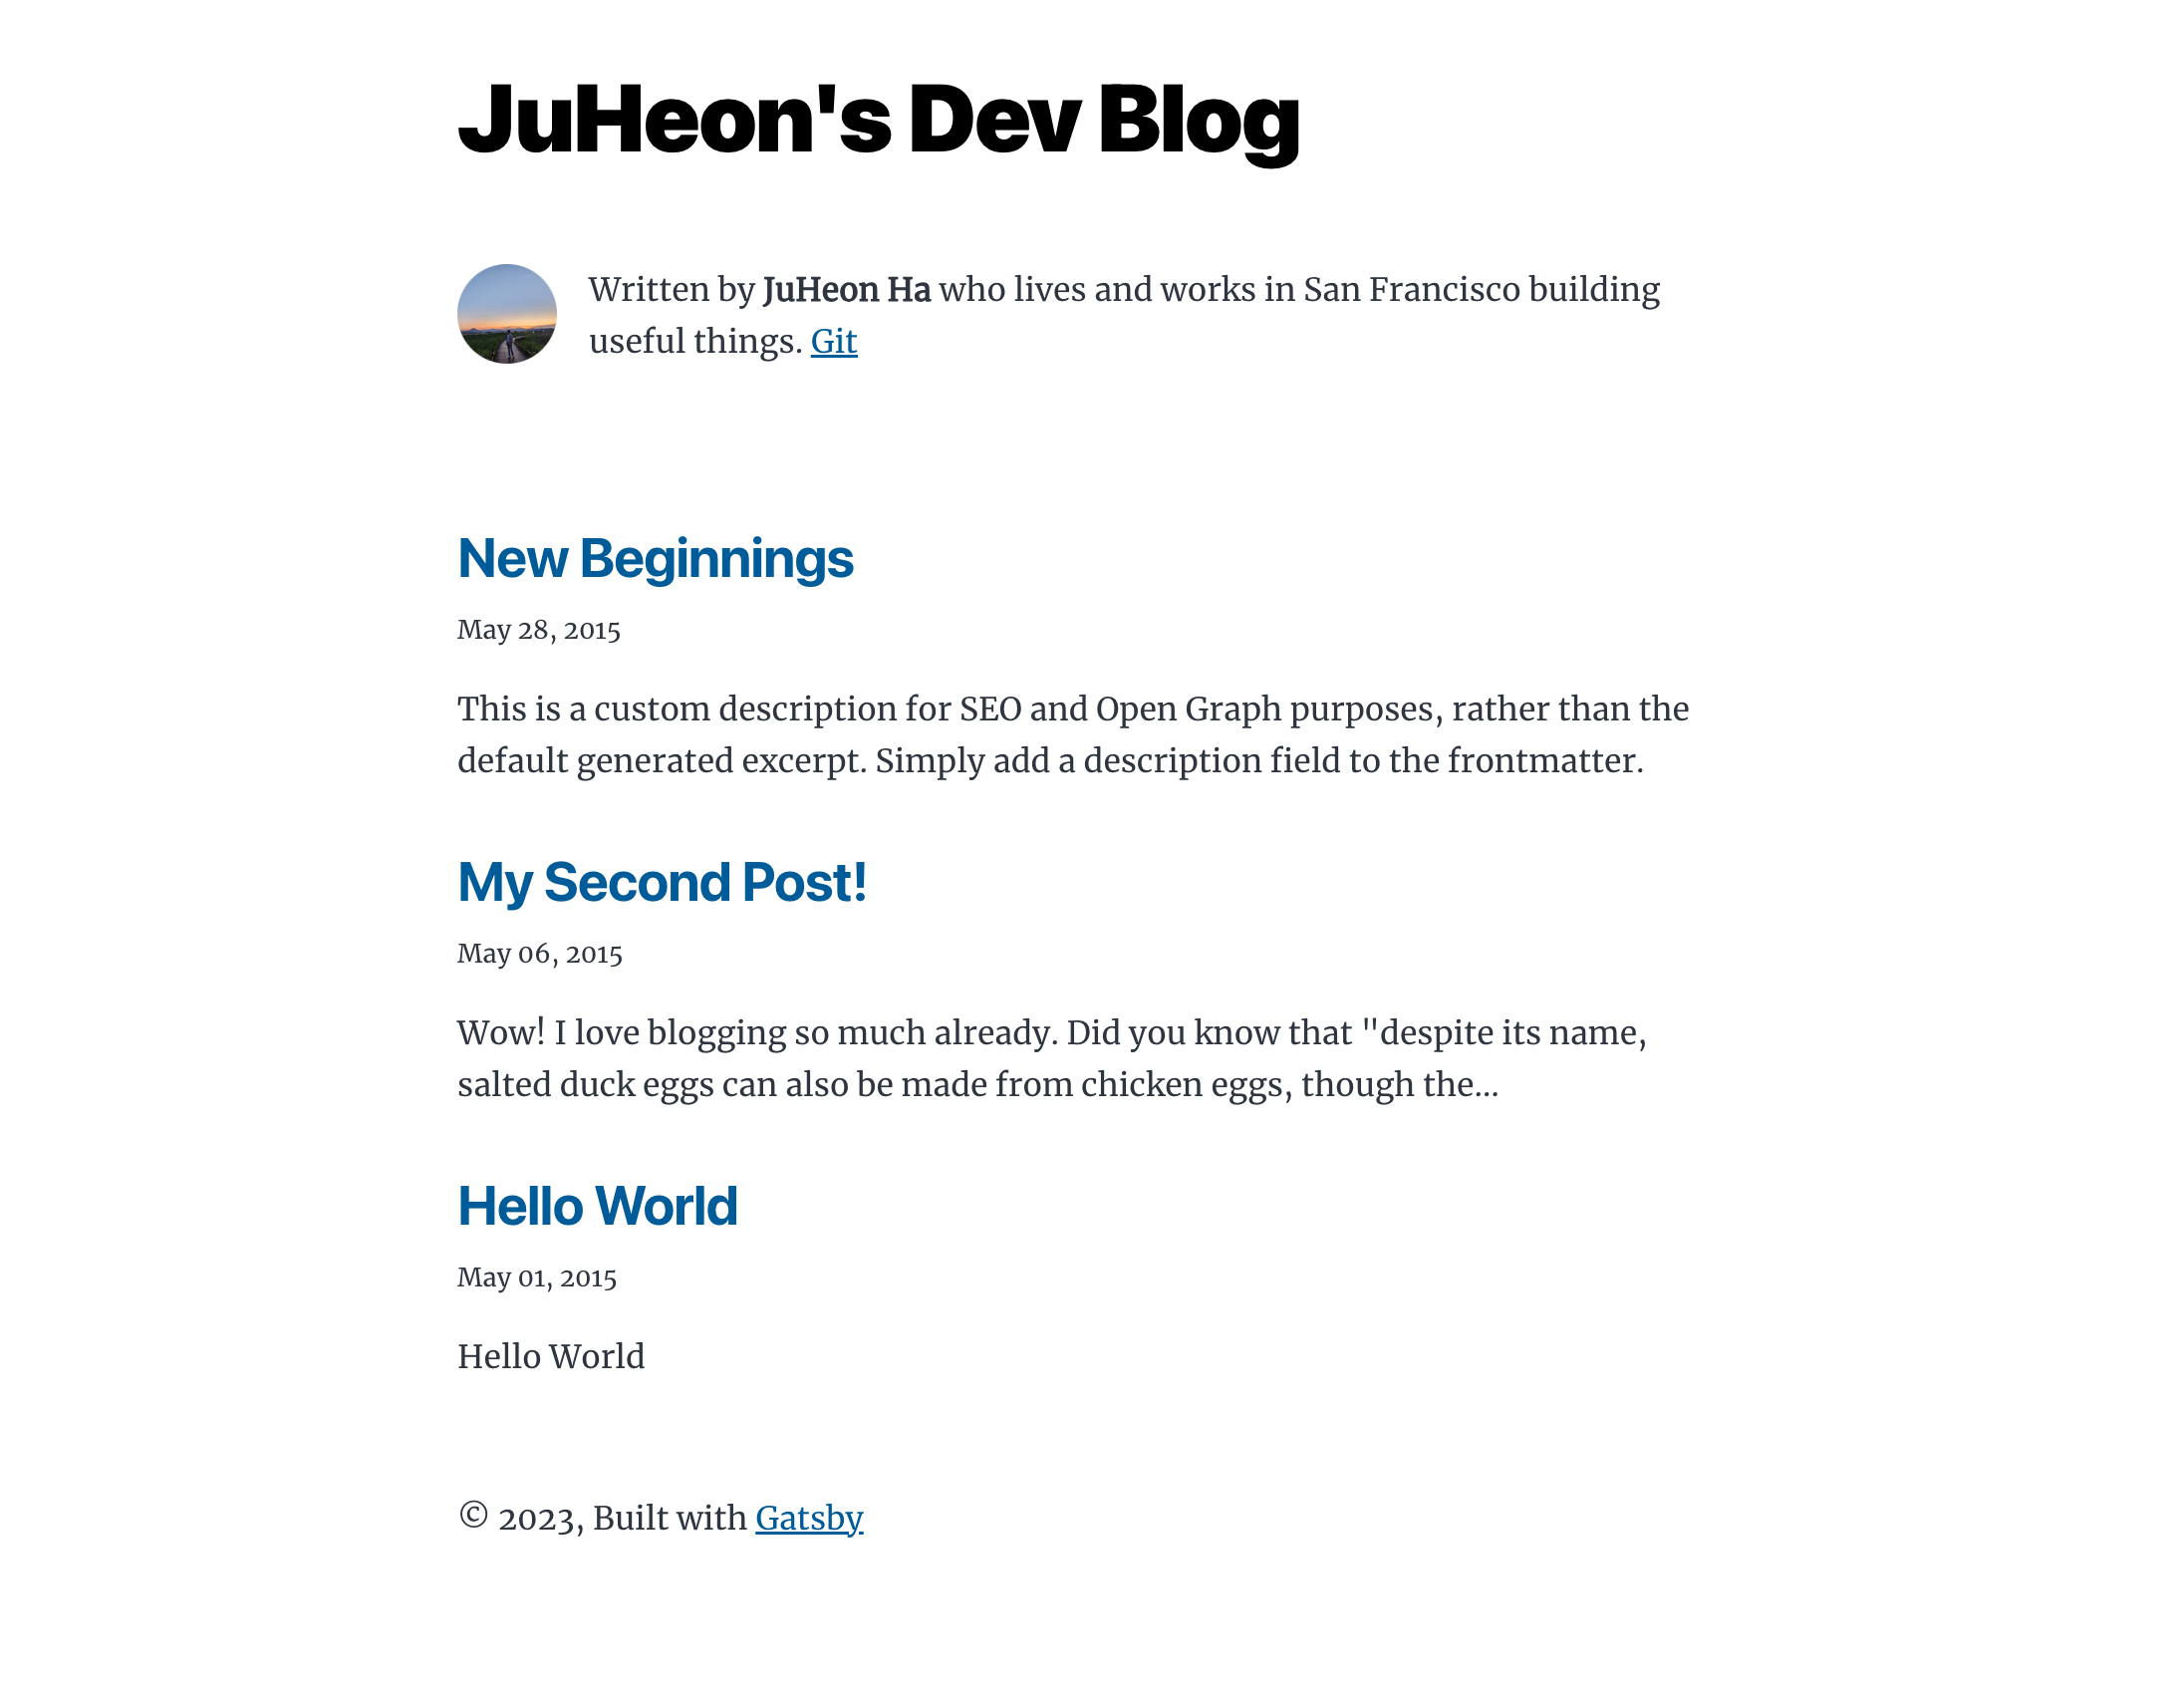 JuHeon's Dev Blog
Written by JuHeon Ha who lives and works in San Francisco building
useful things. Git
New Beginnings
May 28, 2015
This is a custom description for SEO and Open Graph purposes, rather than the
default generated excerpt. Simply add a description field to the frontmatter.
My Second Post!
May 06, 2015
Wow! I love blogging so much already. Did you know that "despite its name,
salted duck eggs can also be made from chicken eggs, though the…
Hello World
May 01, 2015
Hello World
© 2023, Built with Gatsby